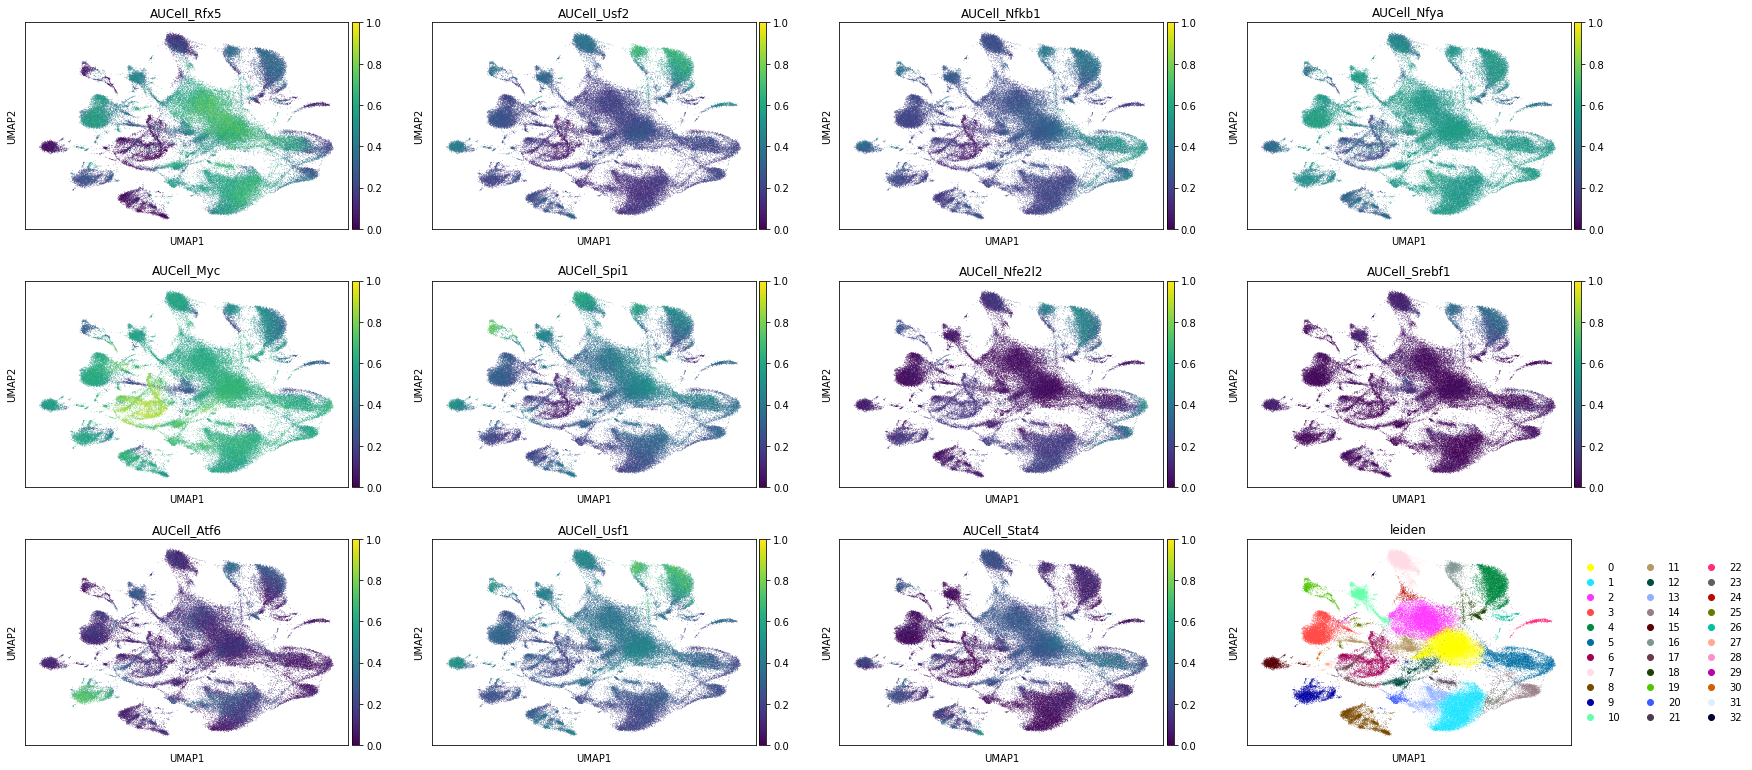 AUCell_Rfx5
1.0
0.8
0.6
0.4
0.2
0.0
UMAP2
UMAP1
AUCell_Usf2
1.0
0.8
0.6
0.4
0.2
0.0
UMAP2
UMAP1
AUCell_Nfkb1
1.0
0.8
0.6
0.4
0.2
0.0
UMAP2
UMAP1
AUCell_Nfya
1.0
0.8
0.6
0.4
0.2
0.0
UMAP2
UMAP1
AUCell_Myc
1.0
0.8
0.6
0.4
0.2
0.0
UMAP2
UMAP1
AUCell_Spi1
1.0
0.8
0.6
0.4
0.2
0.0
UMAP2
UMAP1
AUCell_Nfe2l2
1.0
0.8
0.6
0.4
0.2
0.0
UMAP2
UMAP1
AUCell_Srebf1
1.0
0.8
0.6
0.4
0.2
0.0
UMAP2
UMAP1
AUCell_Atf6
1.0
0.8
0.6
0.4
0.2
0.0
UMAP2
UMAP1
AUCell_Usf1
1.0
0.8
0.6
0.4
0.2
0.0
UMAP2
UMAP1
AUCell_Stat4
1.0
0.8
0.6
0.4
0.2
0.0
UMAP2
UMAP1
leiden
UMAP2
UMAP1
0 11 22
1 12 23
2 13 24
3 14 25
4 15 26
5 16 27
6 17 28
7 18 29
8 19 30
9 20 31
10 21 32